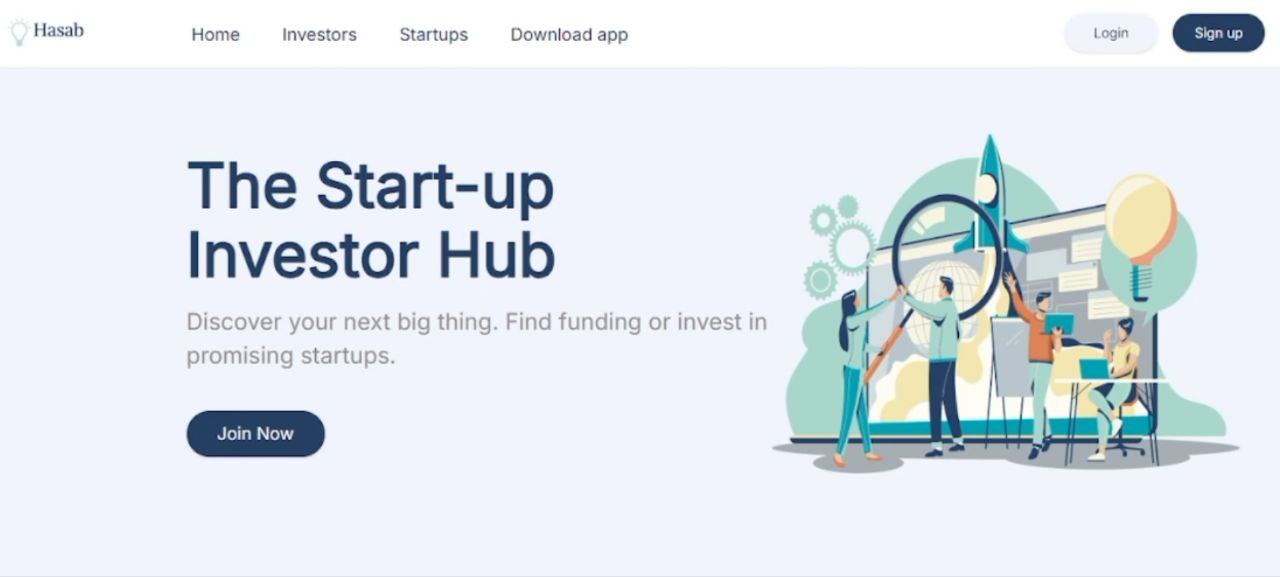 Hasab
Home
Investors
Startups
Download app
Login
Sign up
The Start-up
Investor Hub
Discover your next big thing. Find funding or invest in
promising startups.
Join Now